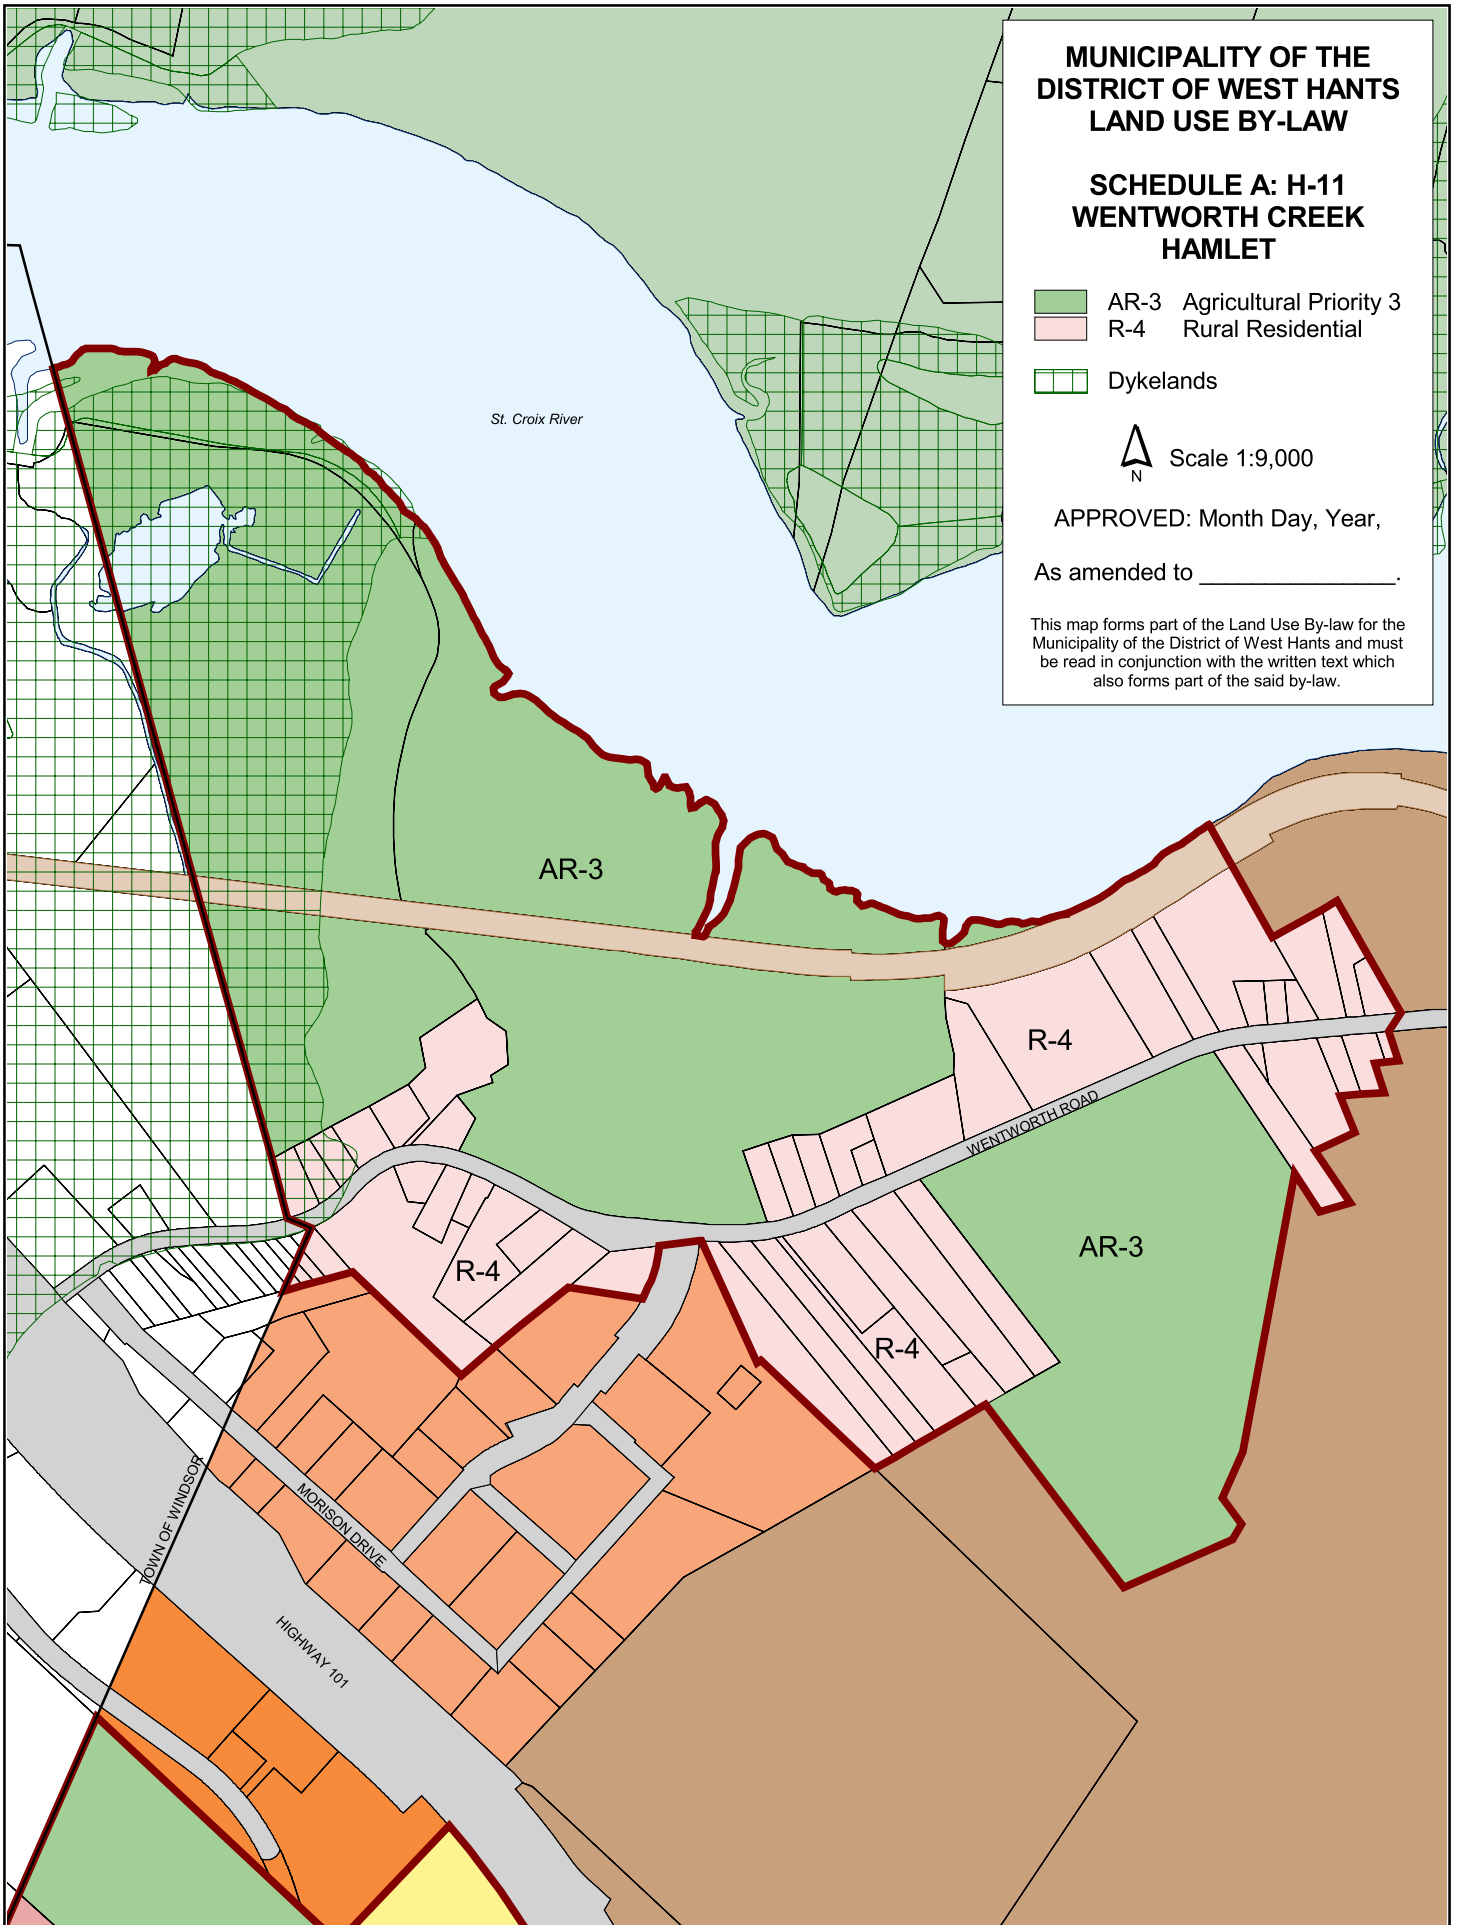 MUNICIPALITY OF THE
DISTRICT OF WEST HANTS
LAND USE BY-LAW
SCHEDULE A: H-11
WENTWORTH CREEK
HAMLET
AR-3 Agricultural Priority 3
R-4 Rural Residential
Dykelands
N
Scale 1:9,000
APPROVED: Month Day, Year,
As amended to _______________.
This map forms part of the Land Use By-law for the
Municipality of the District of West Hants and must
be read in conjunction with the written text which
also forms part of the said by-law.
St. Croix River
AR-3
R-4
WENTWORTH ROAD
AR-3
R-4
R-4
MORISON DRIVE
TOWN OF WINDSOR
HIGHWAY 101